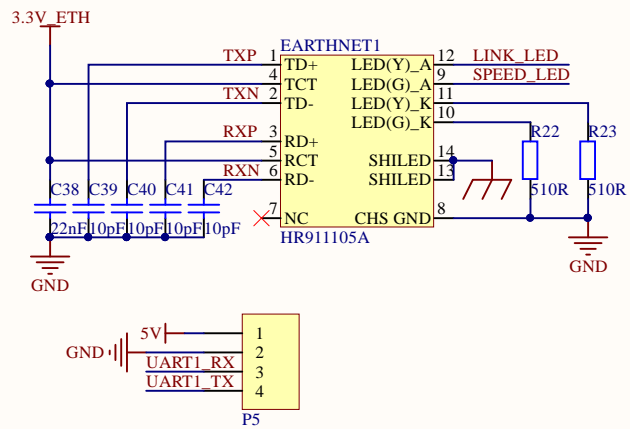 3.3V_ETH
EARTHNET1
TXP 1 TD+ LED(Y)_A 12 LINK_LED
4 TCT LED(G)_A 9 SPEED_LED
TXN 2 TD- LED(Y)_K 11
LED(G)_K 10
RXP 3 RD+ R22 R23
5 RCT SHILED 14
RXN 6 RD- SHILED 13
C38 C39 C40 C41 C42 510R 510R
7 NC CHS GND 8
22nF 10pF 10pF 10pF 10pF
HR911105A
GND GND
5V 1
GND 2
UART1_RX 3
UART1_TX 4
P5